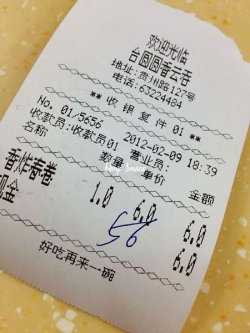 欢迎光临
台圆圆香云卷
地址:贵州路127号
电话:63224484
** 收银复件 01 **
No. 01/5656 2012-02-09 18:39
收款员:收款员01 营业员:
名称 数量 单价 金额
香炸春卷 1.0 6.0 6.0
现金 6.0
56
好吃再来一碗